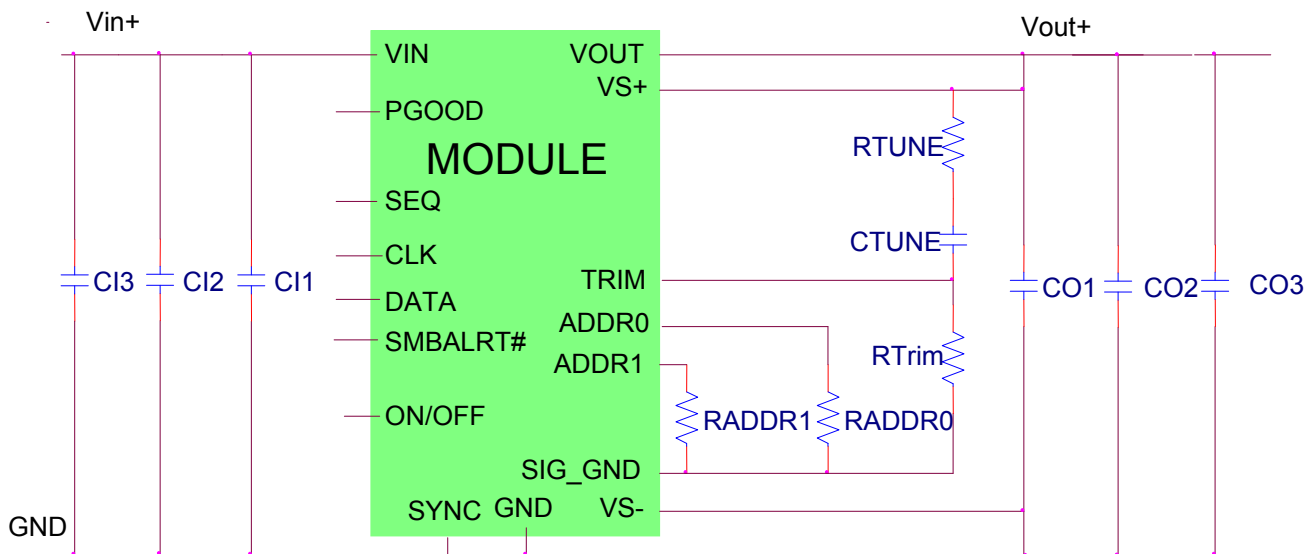 Vin+
Vout+
VIN
VOUT
VS+
PGOOD
MODULE
RTUNE
SEQ
CTUNE
CLK
TRIM
CI3
CI2
CI1
CO1
CO2
CO3
DATA
ADDR0
SMBALRT#
ADDR1
RTrim
ON/OFF
RADDR1
RADDR0
SIG_GND
SYNC
GND
VS-
GND